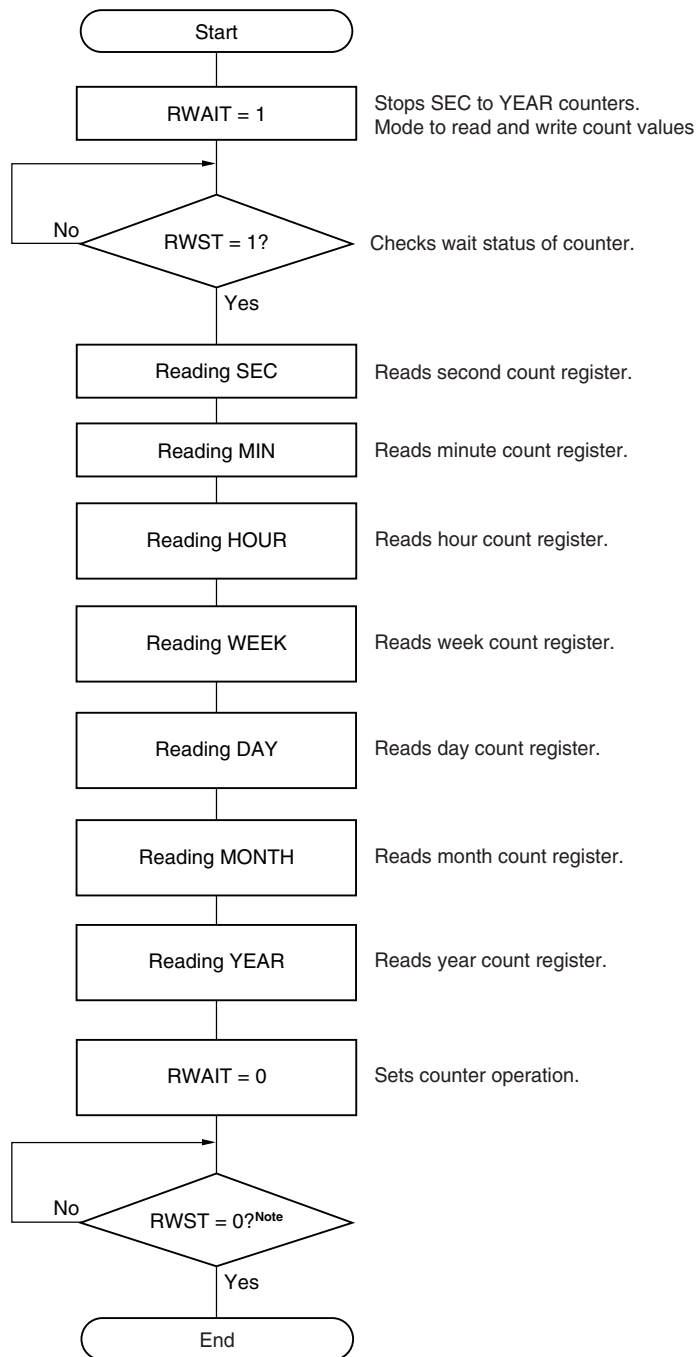 Start
RWAIT = 1
Stops SEC to YEAR counters.
Mode to read and write count values
No
RWST = 1?
Checks wait status of counter.
Yes
Reading SEC
Reads second count register.
Reading MIN
Reads minute count register.
Reading HOUR
Reads hour count register.
Reading WEEK
Reads week count register.
Reading DAY
Reads day count register.
Reading MONTH
Reads month count register.
Reading YEAR
Reads year count register.
RWAIT = 0
Sets counter operation.
No
RWST = 0?Note
Yes
End